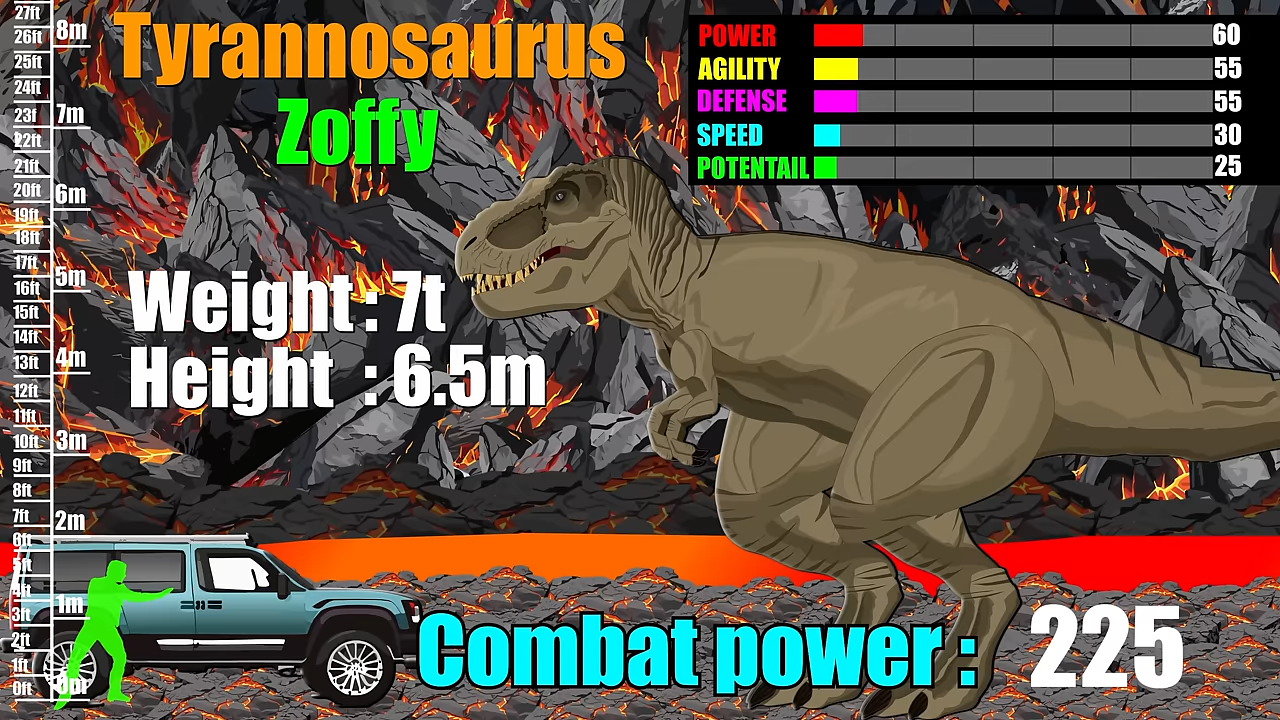 Tyrannosaurus
Zoffy
POWER 60
AGILITY 55
DEFENSE 55
SPEED 30
POTENTAIL 25
Weight : 7t
Height : 6.5m
Combat power : 225
27ft
26ft
8m
25ft
24ft
23f
7m
22ft
21ft
20ft
6m
19ft
18ft
17ft
5m
16ft
15ft
14ft
4m
13ft
12ft
11ft
10ft
3m
9ft
8ft
7ft
2m
6ft
5ft
4ft
1m
3ft
2ft
1ft
0ft
0m